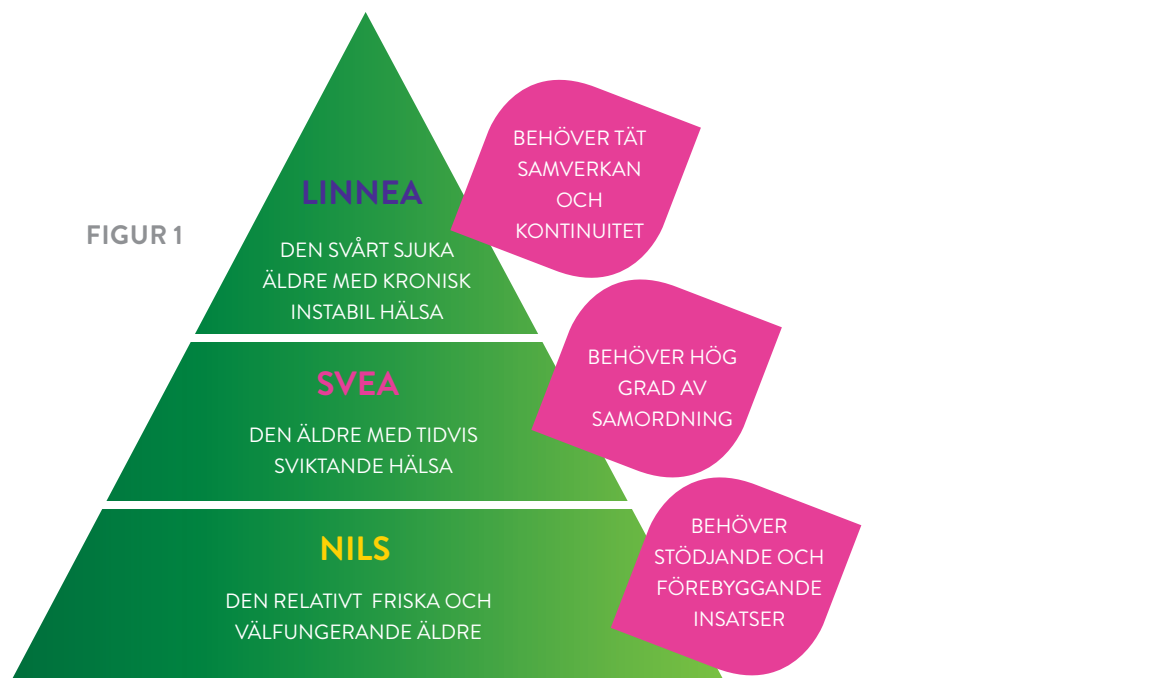 FIGUR 1
LINNEA
DEN SVÅRT SJUKA
ÄLDRE MED KRONISK
INSTABIL HÄLSA
BEHÖVER TÄT
SAMVERKAN
OCH
KONTINUITET
SVEA
DEN ÄLDRE MED TIDVIS
SVIKTANDE HÄLSA
BEHÖVER HÖG
GRAD AV
SAMORDNING
NILS
DEN RELATIVT FRISKA OCH
VÄLFUNGERANDE ÄLDRE
BEHÖVER
STÖDJANDE OCH
FÖREBYGGANDE
INSATSER